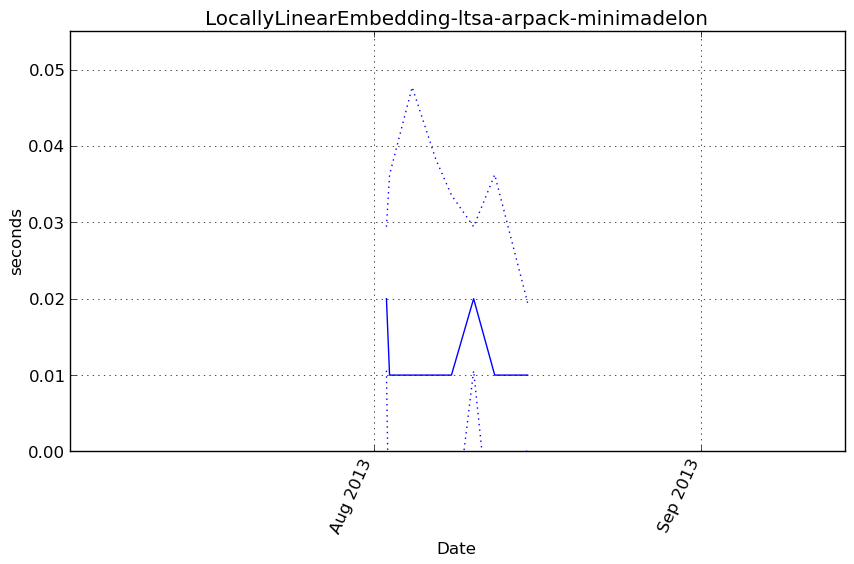 LocallyLinearEmbedding-ltsa-arpack-minimadelon
0.05
0.04
0.03
0.02
0.01
0.00
seconds
Aug 2013
Sep 2013
Date